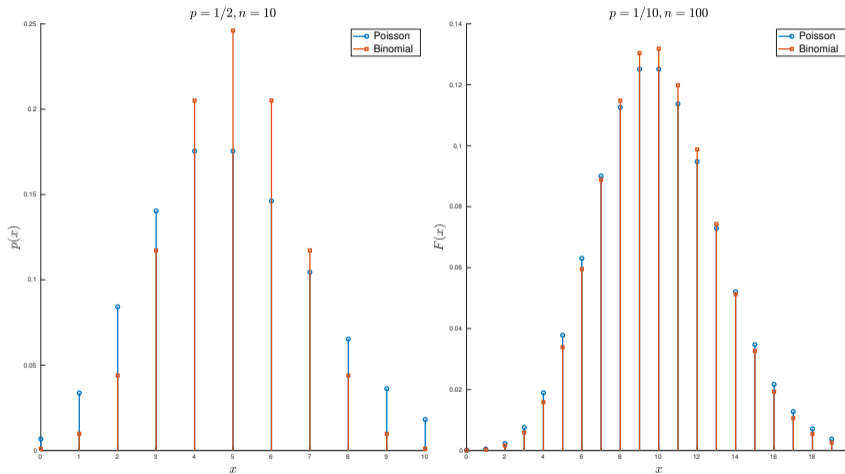 p = 1/2, n = 10
0.25
0.2
0.15
0.1
0.05
0
p(x)
0 1 2 3 4 5 6 7 8 9 10
x
Poisson
Binomial
p = 1/10, n = 100
0.14
0.12
0.1
0.08
0.06
0.04
0.02
0
F(x)
0 2 4 6 8 10 12 14 16 18
x
Poisson
Binomial